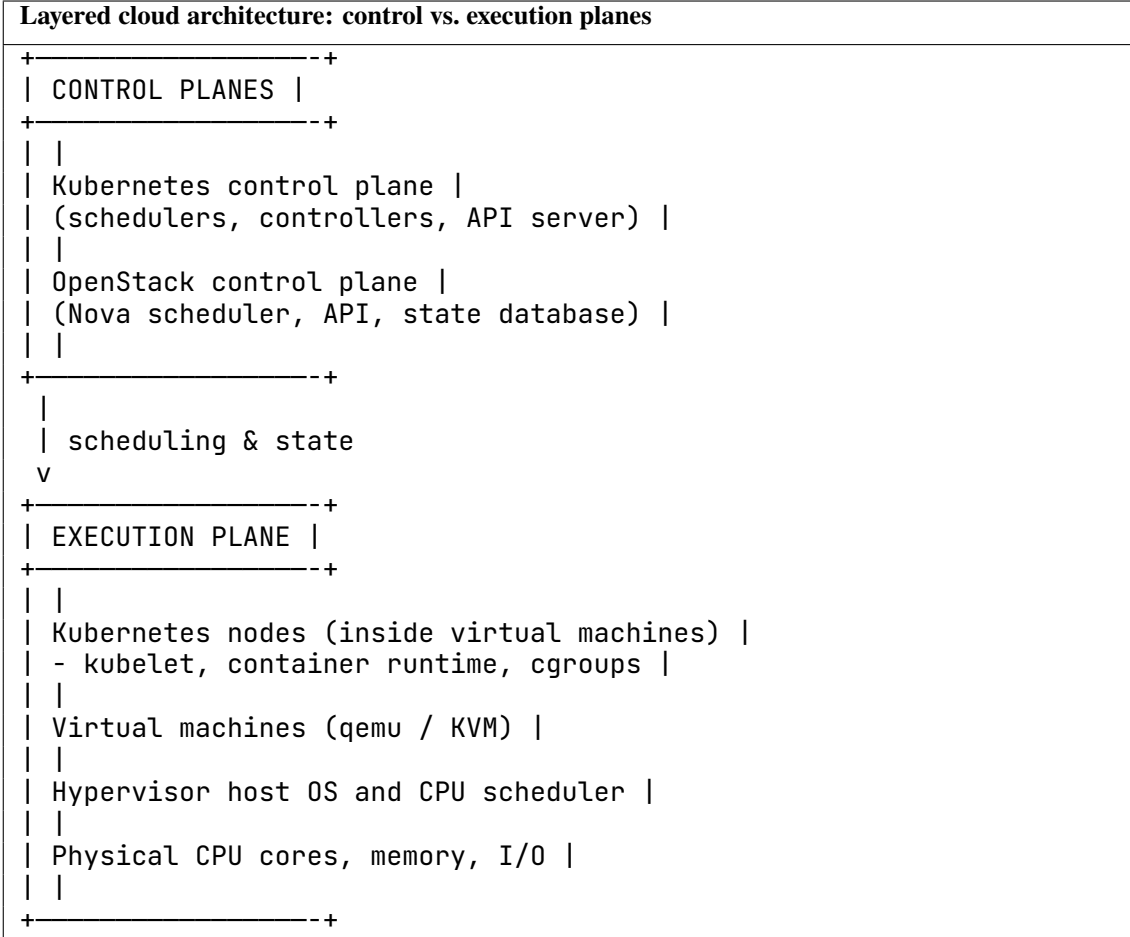 Layered cloud architecture: control vs. execution planes
+—————————————————-+
| CONTROL PLANES |
+—————————————————-+
| |
| Kubernetes control plane |
| (schedulers, controllers, API server) |
| |
| OpenStack control plane |
| (Nova scheduler, API, state database) |
| |
+—————————————————-+
|
| scheduling & state
v
+—————————————————-+
| EXECUTION PLANE |
+—————————————————-+
| |
| Kubernetes nodes (inside virtual machines) |
| - kubelet, container runtime, cgroups |
| |
| Virtual machines (qemu / KVM) |
| |
| Hypervisor host OS and CPU scheduler |
| |
| Physical CPU cores, memory, I/O |
| |
+—————————————————-+